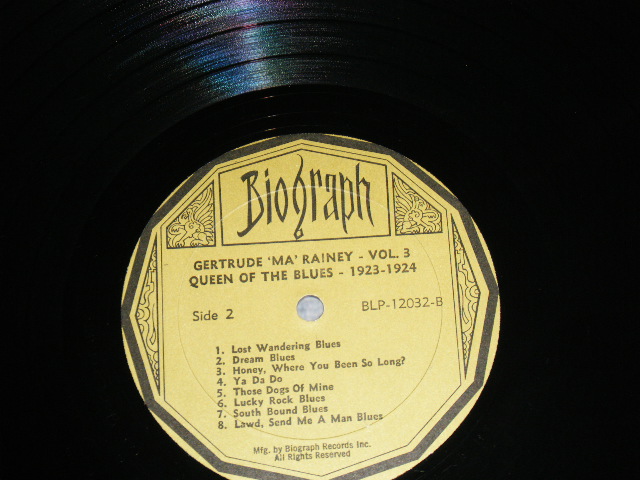 Biograph
GERTRUDE 'MA' RAINEY - VOL. 3
QUEEN OF THE BLUES - 1923-1924
Side 2
BLP-12032-B
1. Lost Wandering Blues
2. Dream Blues
3. Honey, Where You Been So Long?
4. Ya Da Do
5. Those Dogs Of Mine
6. Lucky Rock Blues
7. South Bound Blues
8. Lawd, Send Me A Man Blues
Mfg. by Biograph Records Inc.
All Rights Reserved